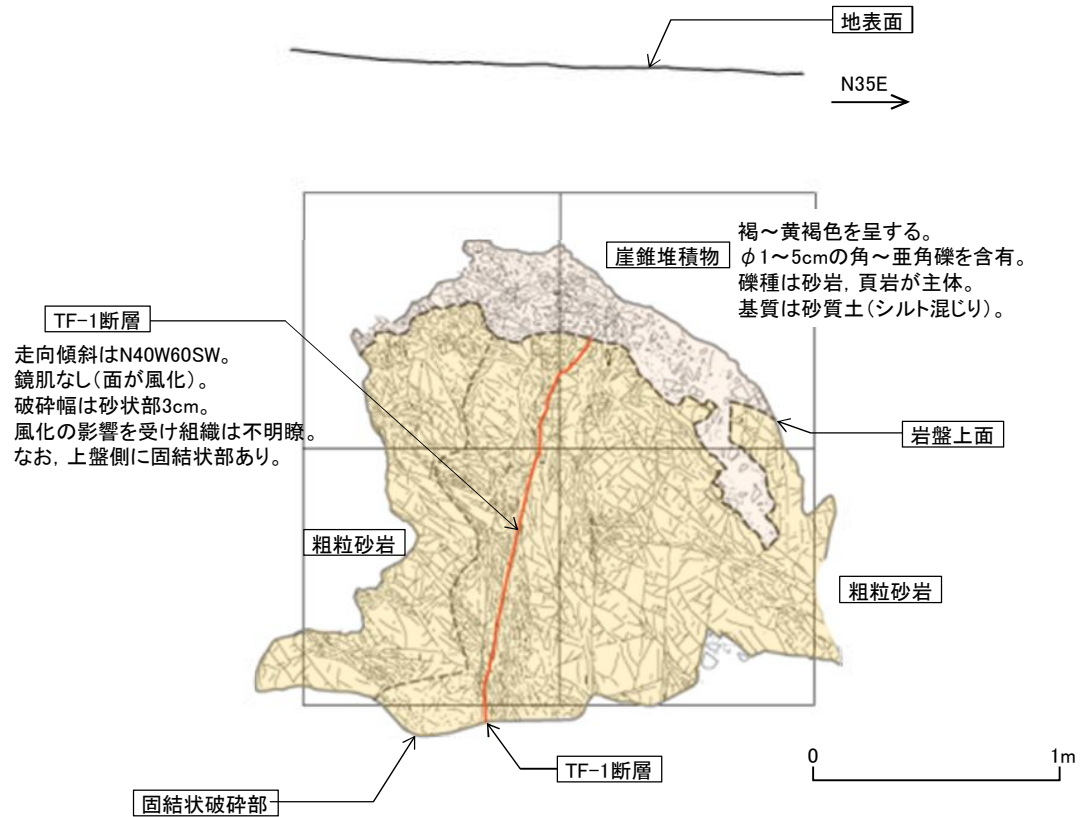 地表面
N35E
崖錐堆積物
褐～黄褐色を呈する。
φ1～5cmの角～亜角礫を含有。
礫種は砂岩，頁岩が主体。
基質は砂質土（シルト混じり）。
TF-1断層
走向傾斜はN40W60SW。
鏡肌なし（面が風化）。
破砕幅は砂状部3cm。
風化の影響を受け組織は不明瞭。
なお，上盤側に固結状部あり。
岩盤上面
粗粒砂岩
粗粒砂岩
TF-1断層
固結状破砕部
0
1m